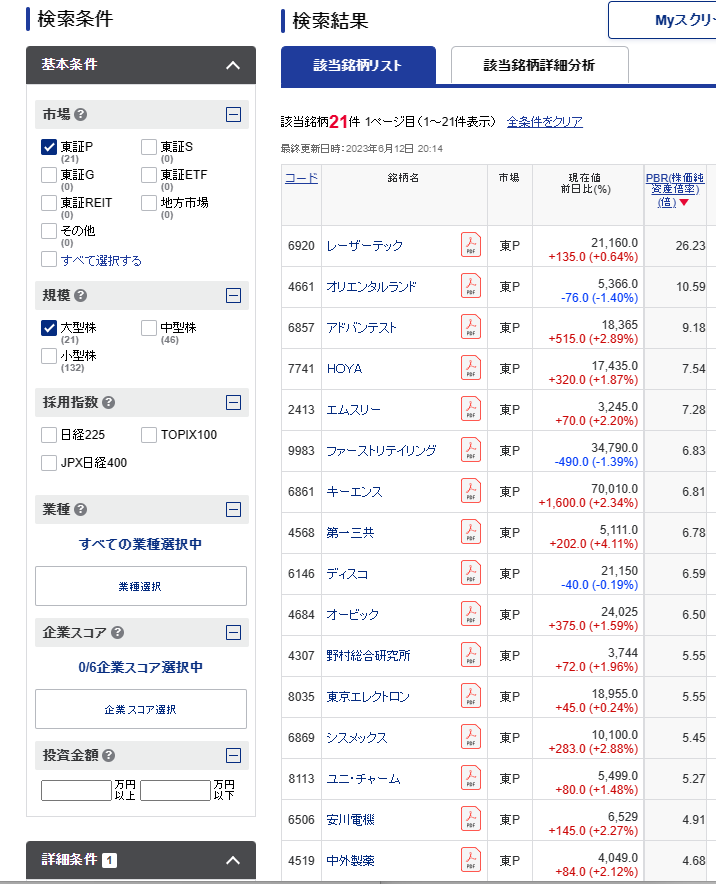 検索条件
基本条件
市場 ?
東証P
(21)
東証S
(0)
東証G
(0)
東証ETF
(0)
東証REIT
(0)
地方市場
(0)
その他
(0)
すべて選択する
規模 ?
大型株
(21)
中型株
(46)
小型株
(132)
採用指数 ?
日経225
TOPIX100
JPX日経400
業種 ?
すべての業種選択中
業種選択
企業スコア ?
0/6企業スコア選択中
企業スコア選択
投資金額 ?
万円以上
万円以下
詳細条件 1
検索結果
Myスクリー
該当銘柄リスト
該当銘柄詳細分析
該当銘柄21件 1ページ目(1～21件表示) 全条件をクリア
最終更新日時:2023年6月12日 20:14
コード 銘柄名 市場 現在値 前日比(%) PBR(株価純資産倍率)(倍)▼
6920 レーザーテック PDF 東P 21,160.0 26.23
+135.0 (+0.64%)
4661 オリエンタルランド PDF 東P 5,366.0 10.59
-76.0 (-1.40%)
6857 アドバンテスト PDF 東P 18,365 9.18
+515.0 (+2.89%)
7741 HOYA PDF 東P 17,435.0 7.54
+320.0 (+1.87%)
2413 エムスリー PDF 東P 3,245.0 7.28
+70.0 (+2.20%)
9983 ファーストリテイリング PDF 東P 34,790.0 6.83
-490.0 (-1.39%)
6861 キーエンス PDF 東P 70,010.0 6.81
+1,600.0 (+2.34%)
4568 第一三共 PDF 東P 5,111.0 6.78
+202.0 (+4.11%)
6146 ディスコ PDF 東P 21,150 6.59
-40.0 (-0.19%)
4684 オービック PDF 東P 24,025 6.50
+375.0 (+1.59%)
4307 野村総合研究所 PDF 東P 3,744 5.55
+72.0 (+1.96%)
8035 東京エレクトロン PDF 東P 18,955.0 5.55
+45.0 (+0.24%)
6869 シスメックス PDF 東P 10,100.0 5.45
+283.0 (+2.88%)
8113 ユニ・チャーム PDF 東P 5,499.0 5.27
+80.0 (+1.48%)
6506 安川電機 PDF 東P 6,529 4.91
+145.0 (+2.27%)
4519 中外製薬 PDF 東P 4,049.0 4.68
+84.0 (+2.12%)